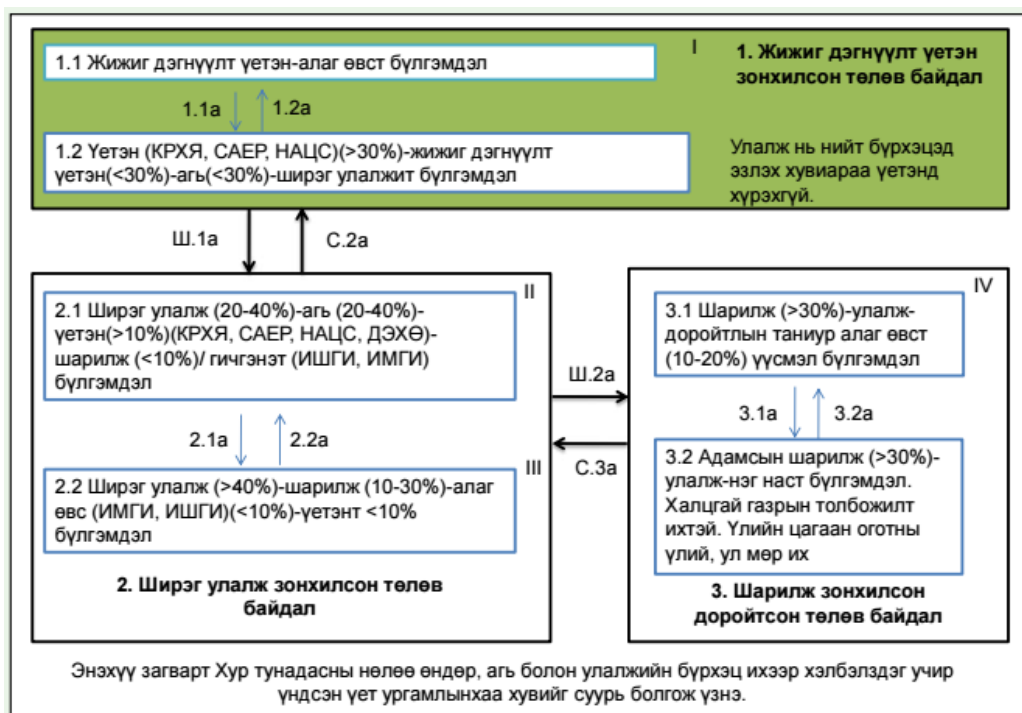 1.1 Жижиг дэгнүүлт үетэн-алаг өвст бүлгэмдэл
I
1. Жижиг дэгнүүлт үетэн
зонхилсон төлөв байдал
1.1а
1.2а
1.2 Үетэн (КРХЯ, САЕР, НАЦС)(>30%)-жижиг дэгнүүлт
үетэн(<30%)-агь(<30%)-ширэг улалжит бүлгэмдэл
Улалж нь нийт бүрхэцэд
эзлэх хувиараа үетэнд
хүрэхгүй.
Ш.1а
С.2а
II
2.1 Ширэг улалж (20-40%)-агь (20-40%)-
үетэн(>10%)(КРХЯ, САЕР, НАЦС, ДЭХӨ)-
шарилж (<10%)/ гичгэнэт (ИШГИ, ИМГИ)
бүлгэмдэл
2.1а
2.2а
III
2.2 Ширэг улалж (>40%)-шарилж (10-30%)-алаг
өвс (ИМГИ, ИШГИ)(<10%)-үетэнт <10%
бүлгэмдэл
2. Ширэг улалж зонхилсон төлөв
байдал
Ш.2а
С.3а
IV
3.1 Шарилж (>30%)-улалж-
доройтлын таниур алаг өвст
(10-20%) үүсмэл бүлгэмдэл
3.1а
3.2а
3.2 Адамсын шарилж (>30%)-
улалж-нэг наст бүлгэмдэл.
Халцгай газрын толбожилт
ихтэй. Үлийн цагаан оготны
үлий, ул мөр их
3. Шарилж зонхилсон
доройтсон төлөв байдал
Энэхүү загварт Хур тунадасны нөлөө өндөр, агь болон улалжийн бүрхэц ихээр хэлбэлздэг учир
үндсэн үет ургамлынхаа хувийг суурь болгож үзнэ.